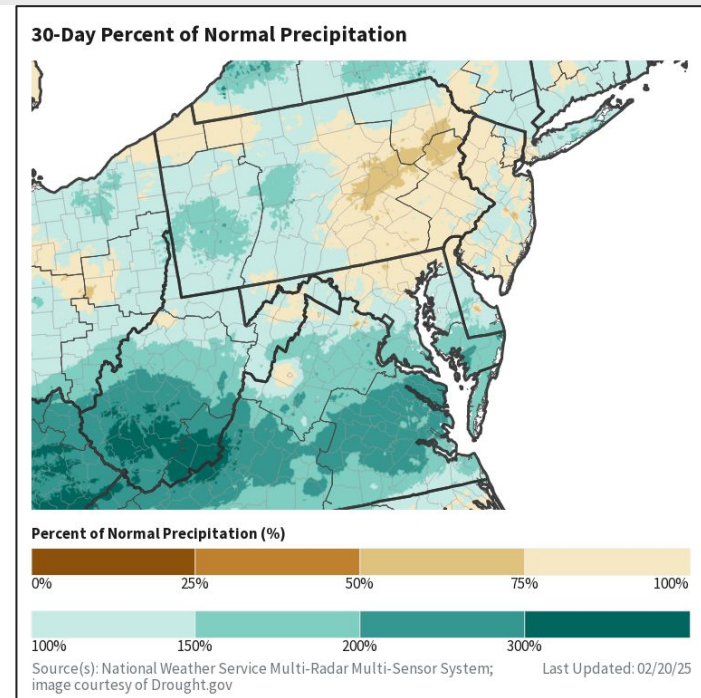 30-Day Percent of Normal Precipitation
Percent of Normal Precipitation (%)
0% 25% 50% 75% 100%
100% 150% 200% 300%
Source(s): National Weather Service Multi-Radar Multi-Sensor System; Last Updated: 02/20/25
image courtesy of Drought.gov